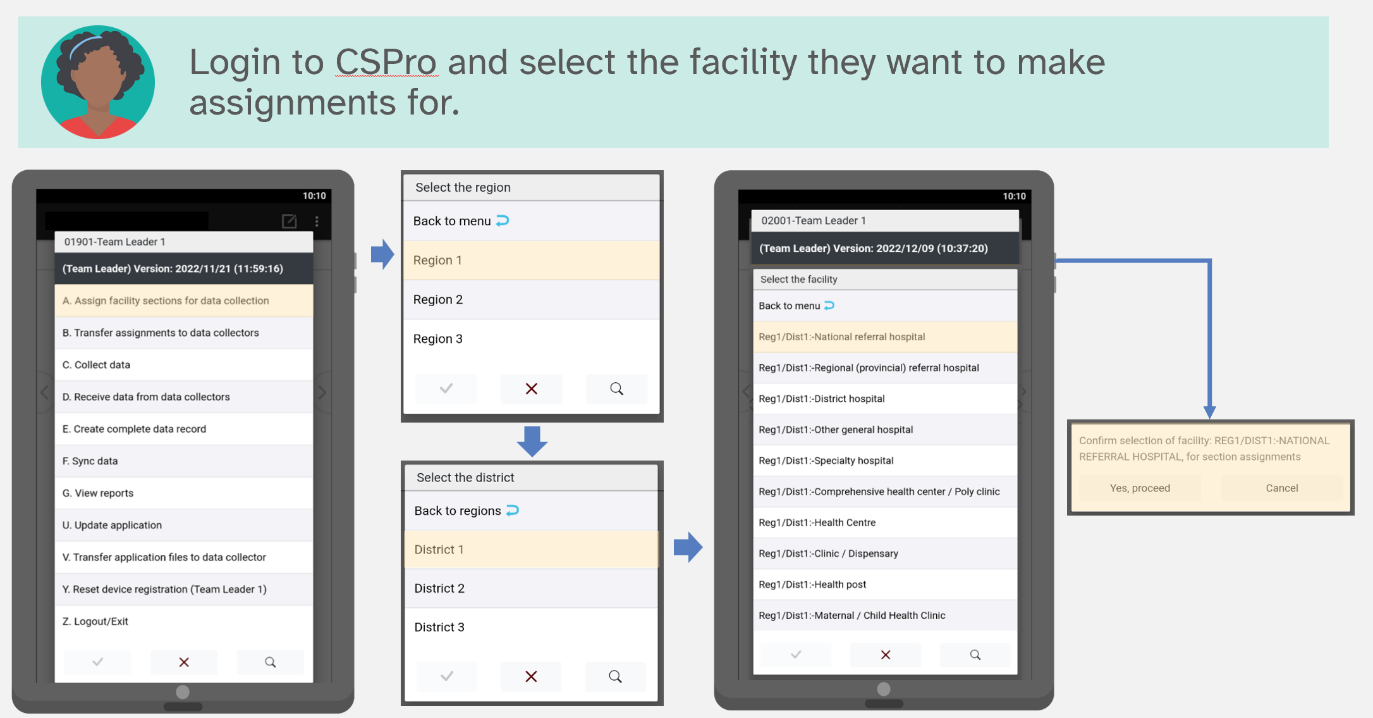 Login to CSPro and select the facility they want to make
assignments for.
10:10
01901-Team Leader 1
(Team Leader) Version: 2022/11/21 (11:59:16)
A. Assign facility sections for data collection
B. Transfer assignments to data collectors
C. Collect data
D. Receive data from data collectors
E. Create complete data record
F. Sync data
G. View reports
U. Update application
V. Transfer application files to data collector
Y. Reset device registration (Team Leader 1)
Z. Logout/Exit
Select the region
Back to menu
Region 1
Region 2
Region 3
Select the district
Back to regions
District 1
District 2
District 3
10:10
02001-Team Leader 1
(Team Leader) Version: 2022/12/09 (10:37:20)
Select the facility
Back to menu
Reg1/Dist1:-National referral hospital
Reg1/Dist1:-Regional (provincial) referral hospital
Reg1/Dist1:-District hospital
Reg1/Dist1:-Other general hospital
Reg1/Dist1:-Specialty hospital
Reg1/Dist1:-Comprehensive health center / Poly clinic
Reg1/Dist1:-Health Centre
Reg1/Dist1:-Clinic / Dispensary
Reg1/Dist1:-Health post
Reg1/Dist1:-Maternal / Child Health Clinic
Confirm selection of facility: REG1/DIST1:-NATIONAL
REFERRAL HOSPITAL, for section assignments
Yes, proceed
Cancel